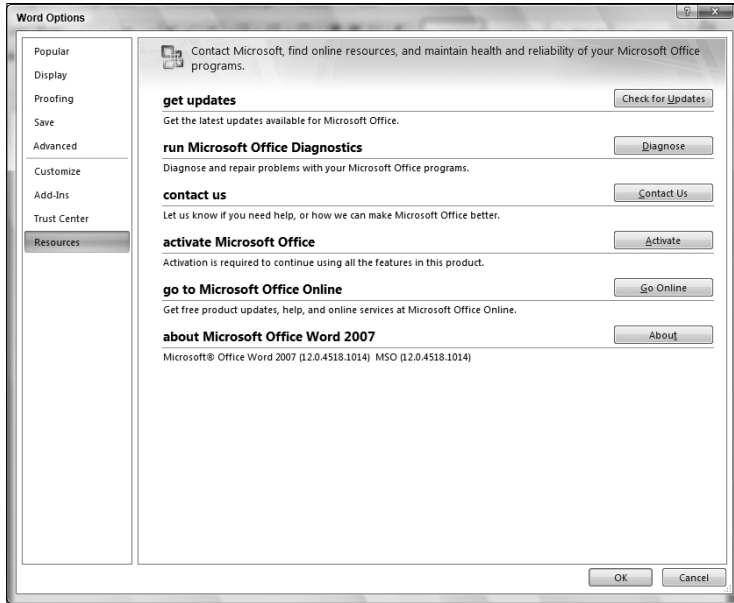 Word Options
Popular
Display
Proofing
Save
Advanced
Customize
Add-Ins
Trust Center
Resources
Contact Microsoft, find online resources, and maintain health and reliability of your Microsoft Office
programs.
get updates
Check for Updates
Get the latest updates available for Microsoft Office.
run Microsoft Office Diagnostics
Diagnose
Diagnose and repair problems with your Microsoft Office programs.
contact us
Contact Us
Let us know if you need help, or how we can make Microsoft Office better.
activate Microsoft Office
Activate
Activation is required to continue using all the features in this product.
go to Microsoft Office Online
Go Online
Get free product updates, help, and online services at Microsoft Office Online.
about Microsoft Office Word 2007
About
Microsoft® Office Word 2007 (12.0.4518.1014) MSO (12.0.4518.1014)
OK
Cancel